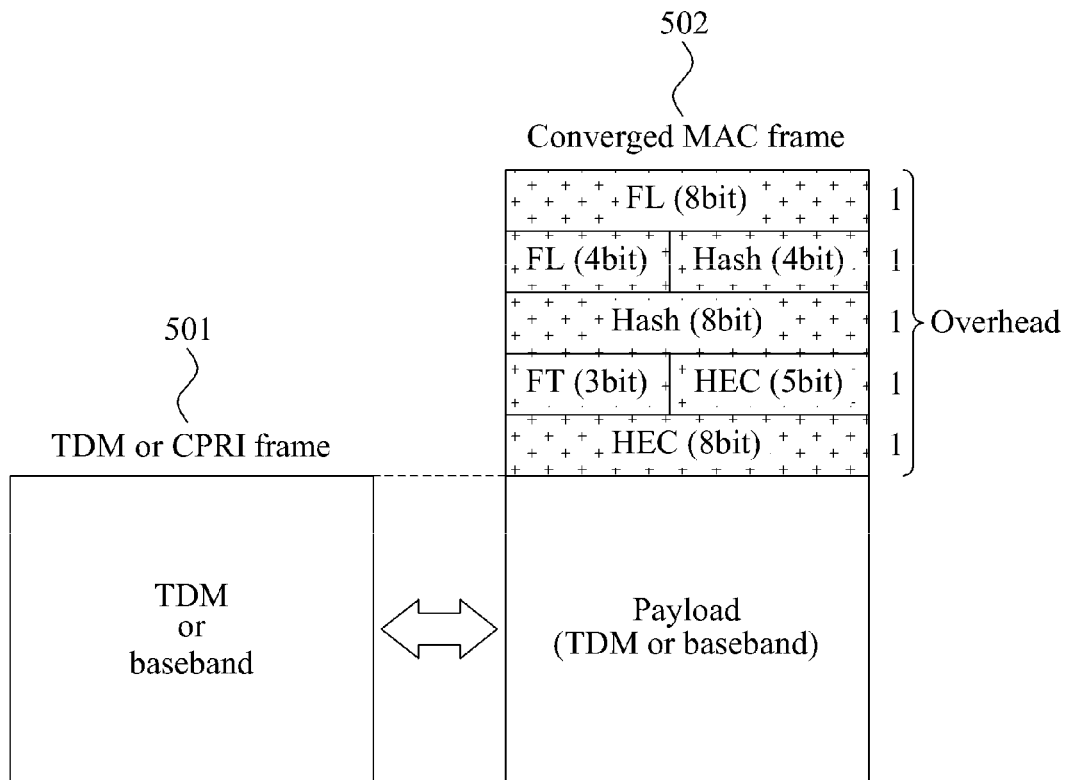 502
Converged MAC frame
FL (8bit) 1
FL (4bit) Hash (4bit) 1
Hash (8bit) 1
FT (3bit) HEC (5bit) 1
HEC (8bit) 1
Overhead
501
TDM or CPRI frame
TDM
or
baseband
Payload
(TDM or baseband)